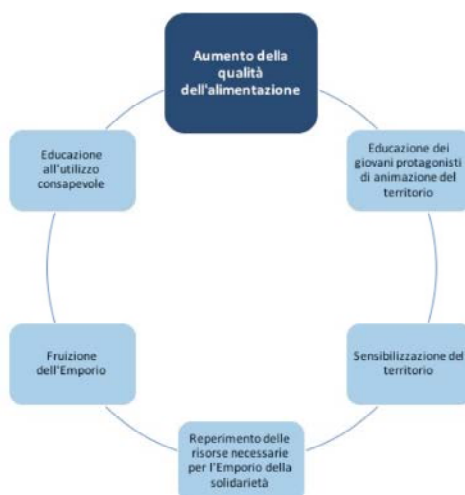 Aumento della
qualità
dell'alimentazione
Educazione dei
giovani protagonisti
di animazione del
territorio
Sensibilizzazione del
territorio
Reperimento delle
risorse necessarie
per l'Emporio della
solidarietà
Fruizione
dell'Emporio
Educazione
all'utilizzo
consapevole